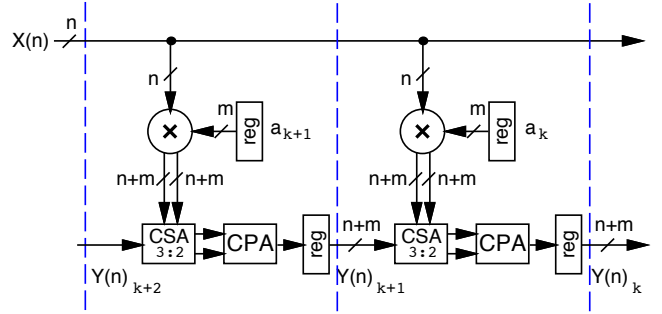 n
X(n)
n
n
m
m
reg
a k+1
reg
a k
×
×
n+m
n+m
n+m
n+m
CSA
3:2
CPA
reg
n+m
CSA
3:2
CPA
reg
n+m
Y(n) k+2
Y(n) k+1
Y(n) k